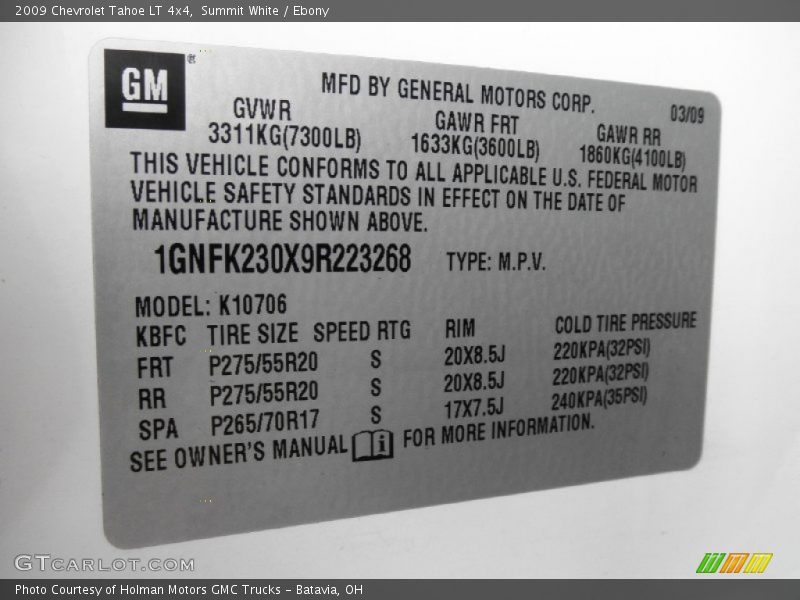 2009 Chevrolet Tahoe LT 4x4, Summit White / Ebony
GM ®
MFD BY GENERAL MOTORS CORP. 03/09
GVWR GAWR FRT GAWR RR
3311KG(7300LB) 1633KG(3600LB) 1860KG(4100LB)
THIS VEHICLE CONFORMS TO ALL APPLICABLE U.S. FEDERAL MOTOR
VEHICLE SAFETY STANDARDS IN EFFECT ON THE DATE OF
MANUFACTURE SHOWN ABOVE.
1GNFK230X9R223268 TYPE: M.P.V.
MODEL: K10706
KBFC TIRE SIZE SPEED RTG RIM COLD TIRE PRESSURE
FRT P275/55R20 S 20X8.5J 220KPA(32PSI)
RR P275/55R20 S 20X8.5J 220KPA(32PSI)
SPA P265/70R17 S 17X7.5J 240KPA(35PSI)
SEE OWNER'S MANUAL i FOR MORE INFORMATION.
GTCARLOT.COM
Photo Courtesy of Holman Motors GMC Trucks - Batavia, OH